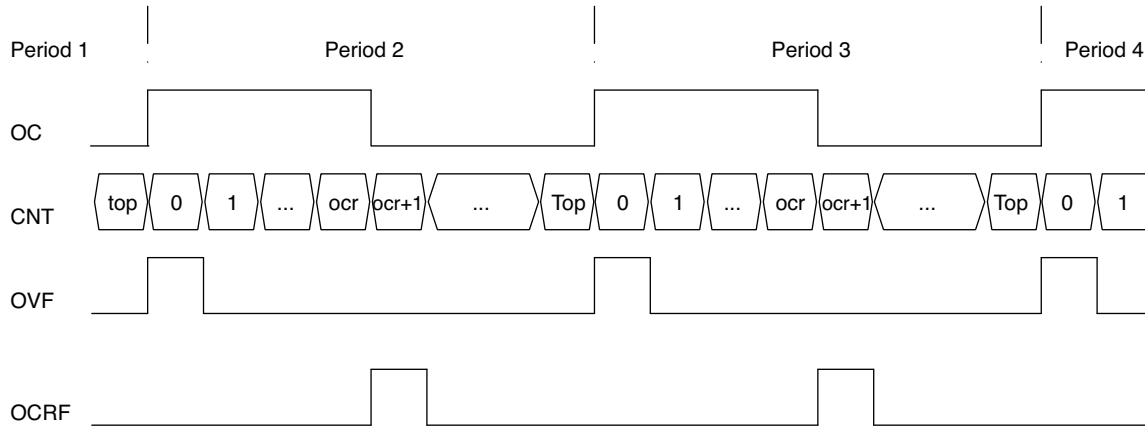 Period 1 Period 2 Period 3 Period 4
OC
CNT top 0 1 ... ocr ocr+1 ... Top 0 1 ... ocr ocr+1 ... Top 0 1
OVF
OCRF